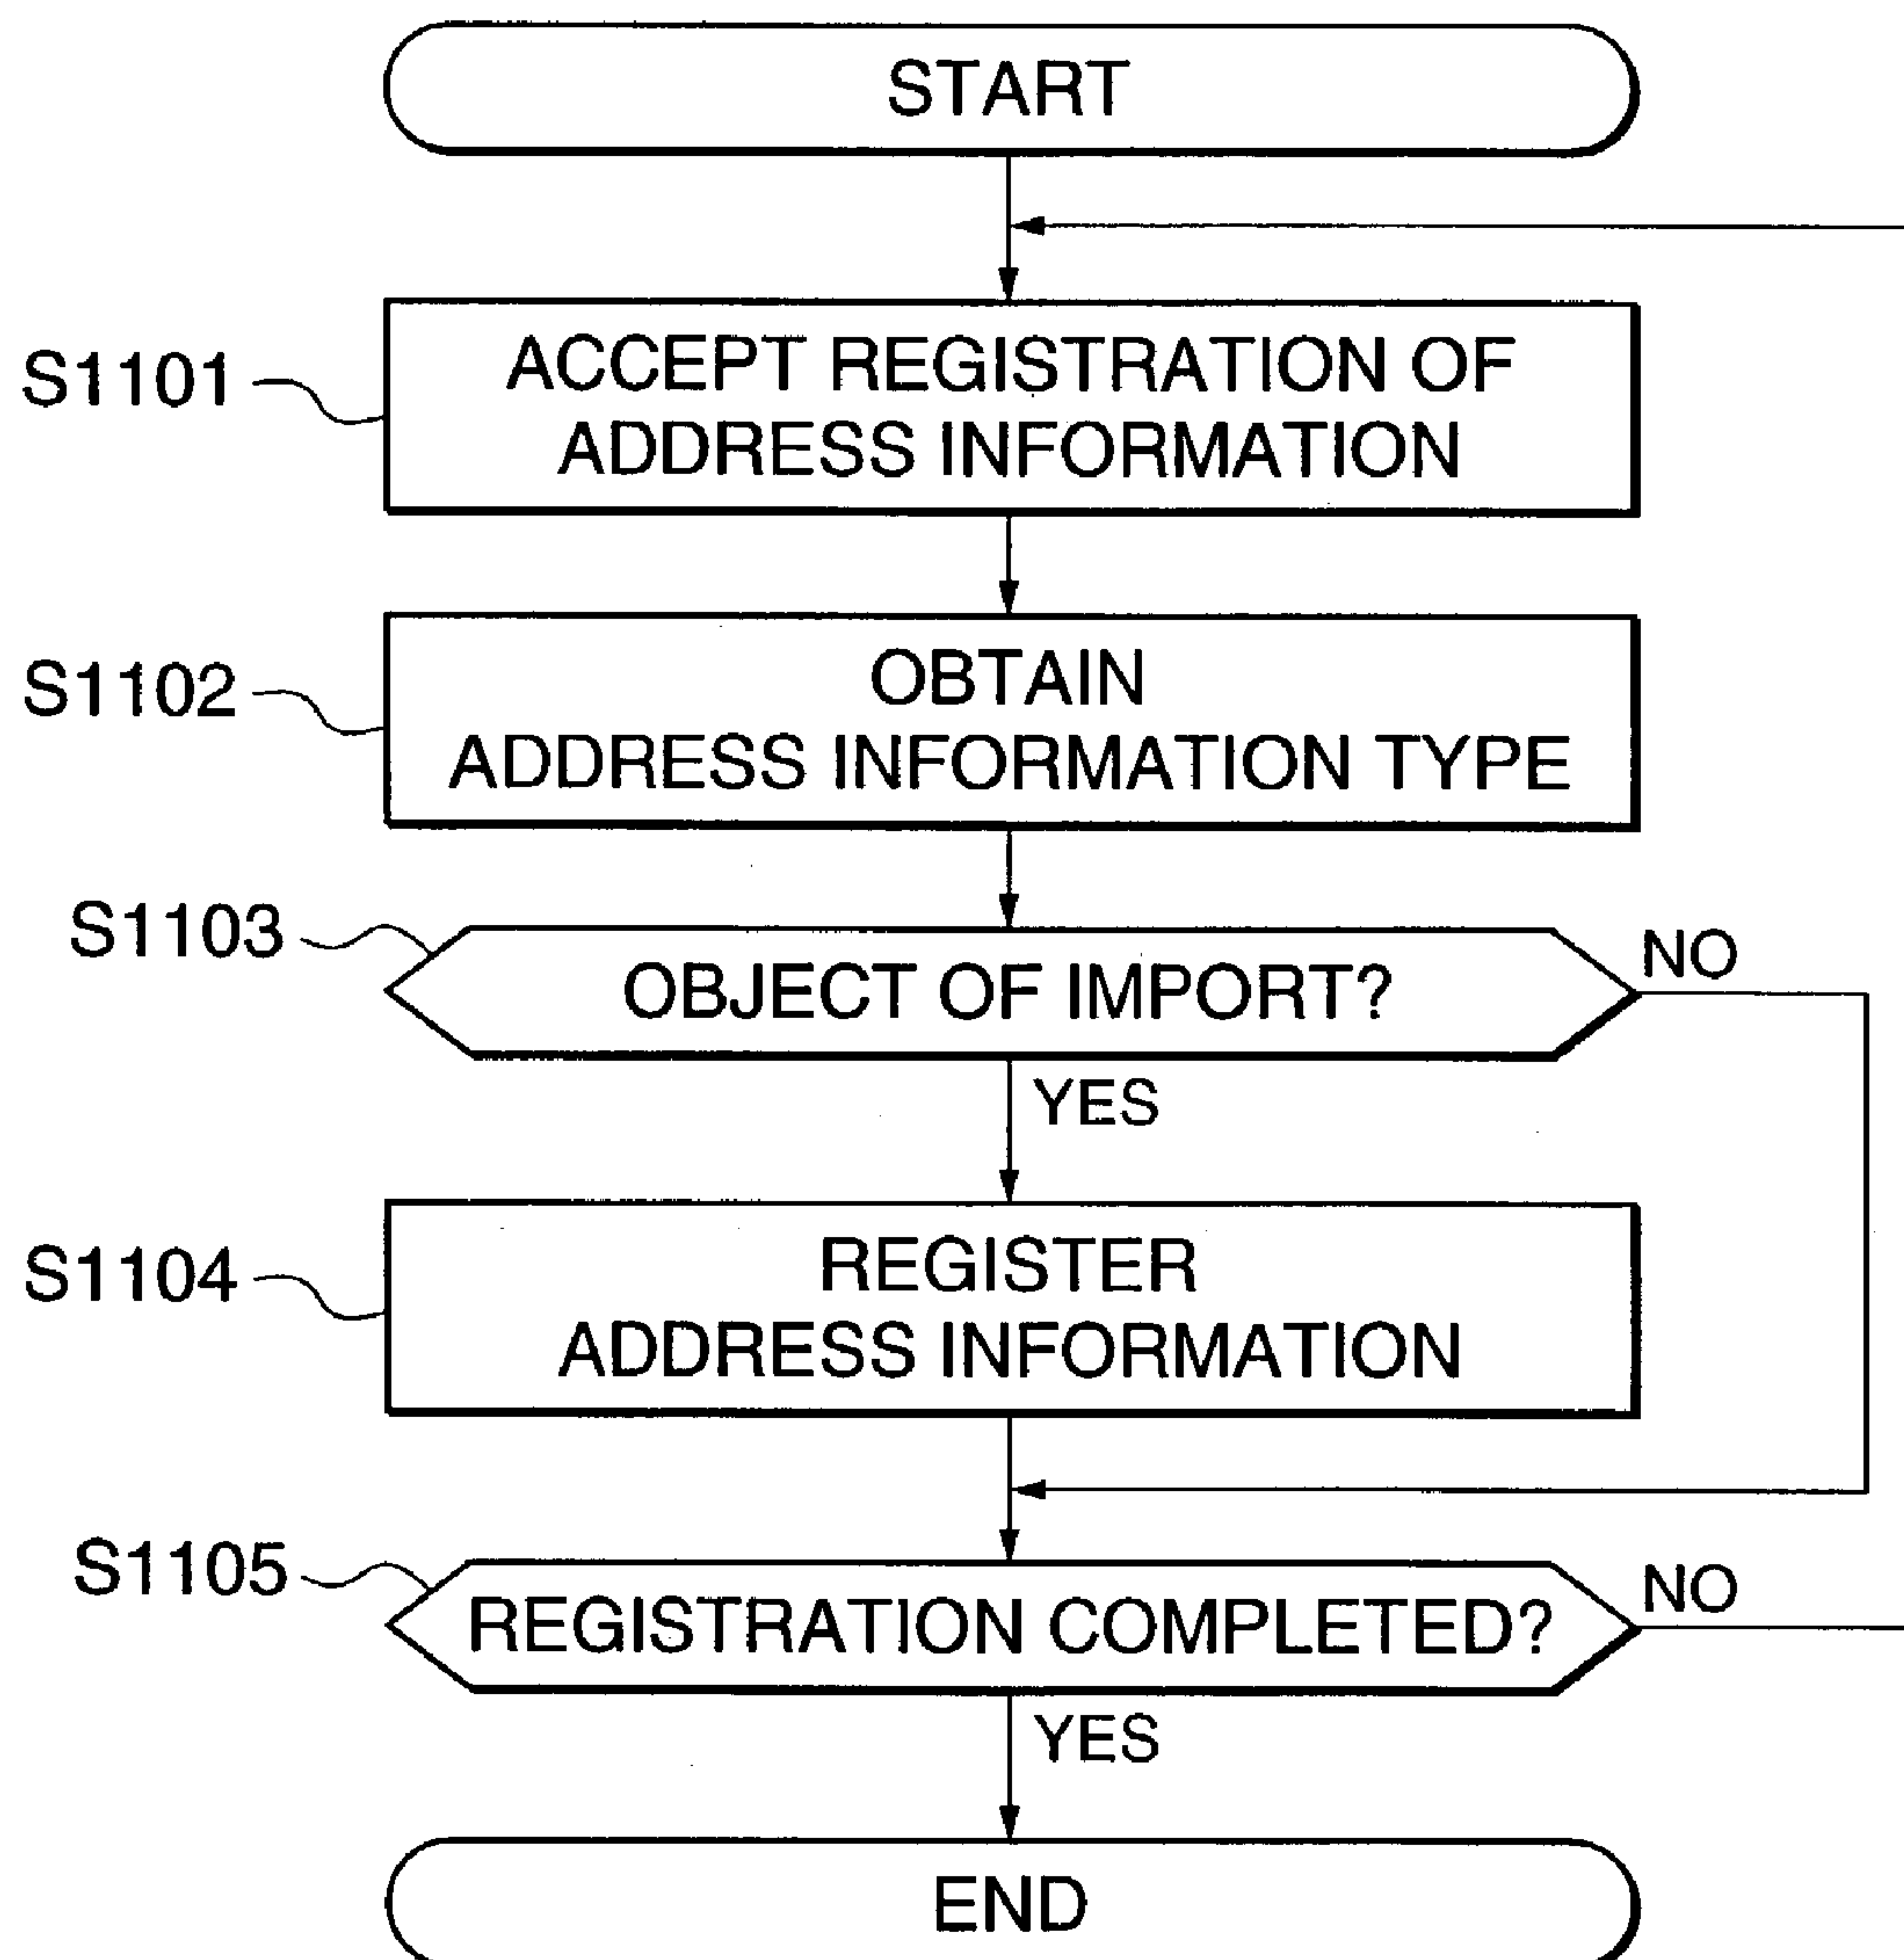 START
S1101
ACCEPT REGISTRATION OF
ADDRESS INFORMATION
S1102
OBTAIN
ADDRESS INFORMATION TYPE
S1103
OBJECT OF IMPORT?
NO
YES
S1104
REGISTER
ADDRESS INFORMATION
S1105
REGISTRATION COMPLETED?
NO
YES
END